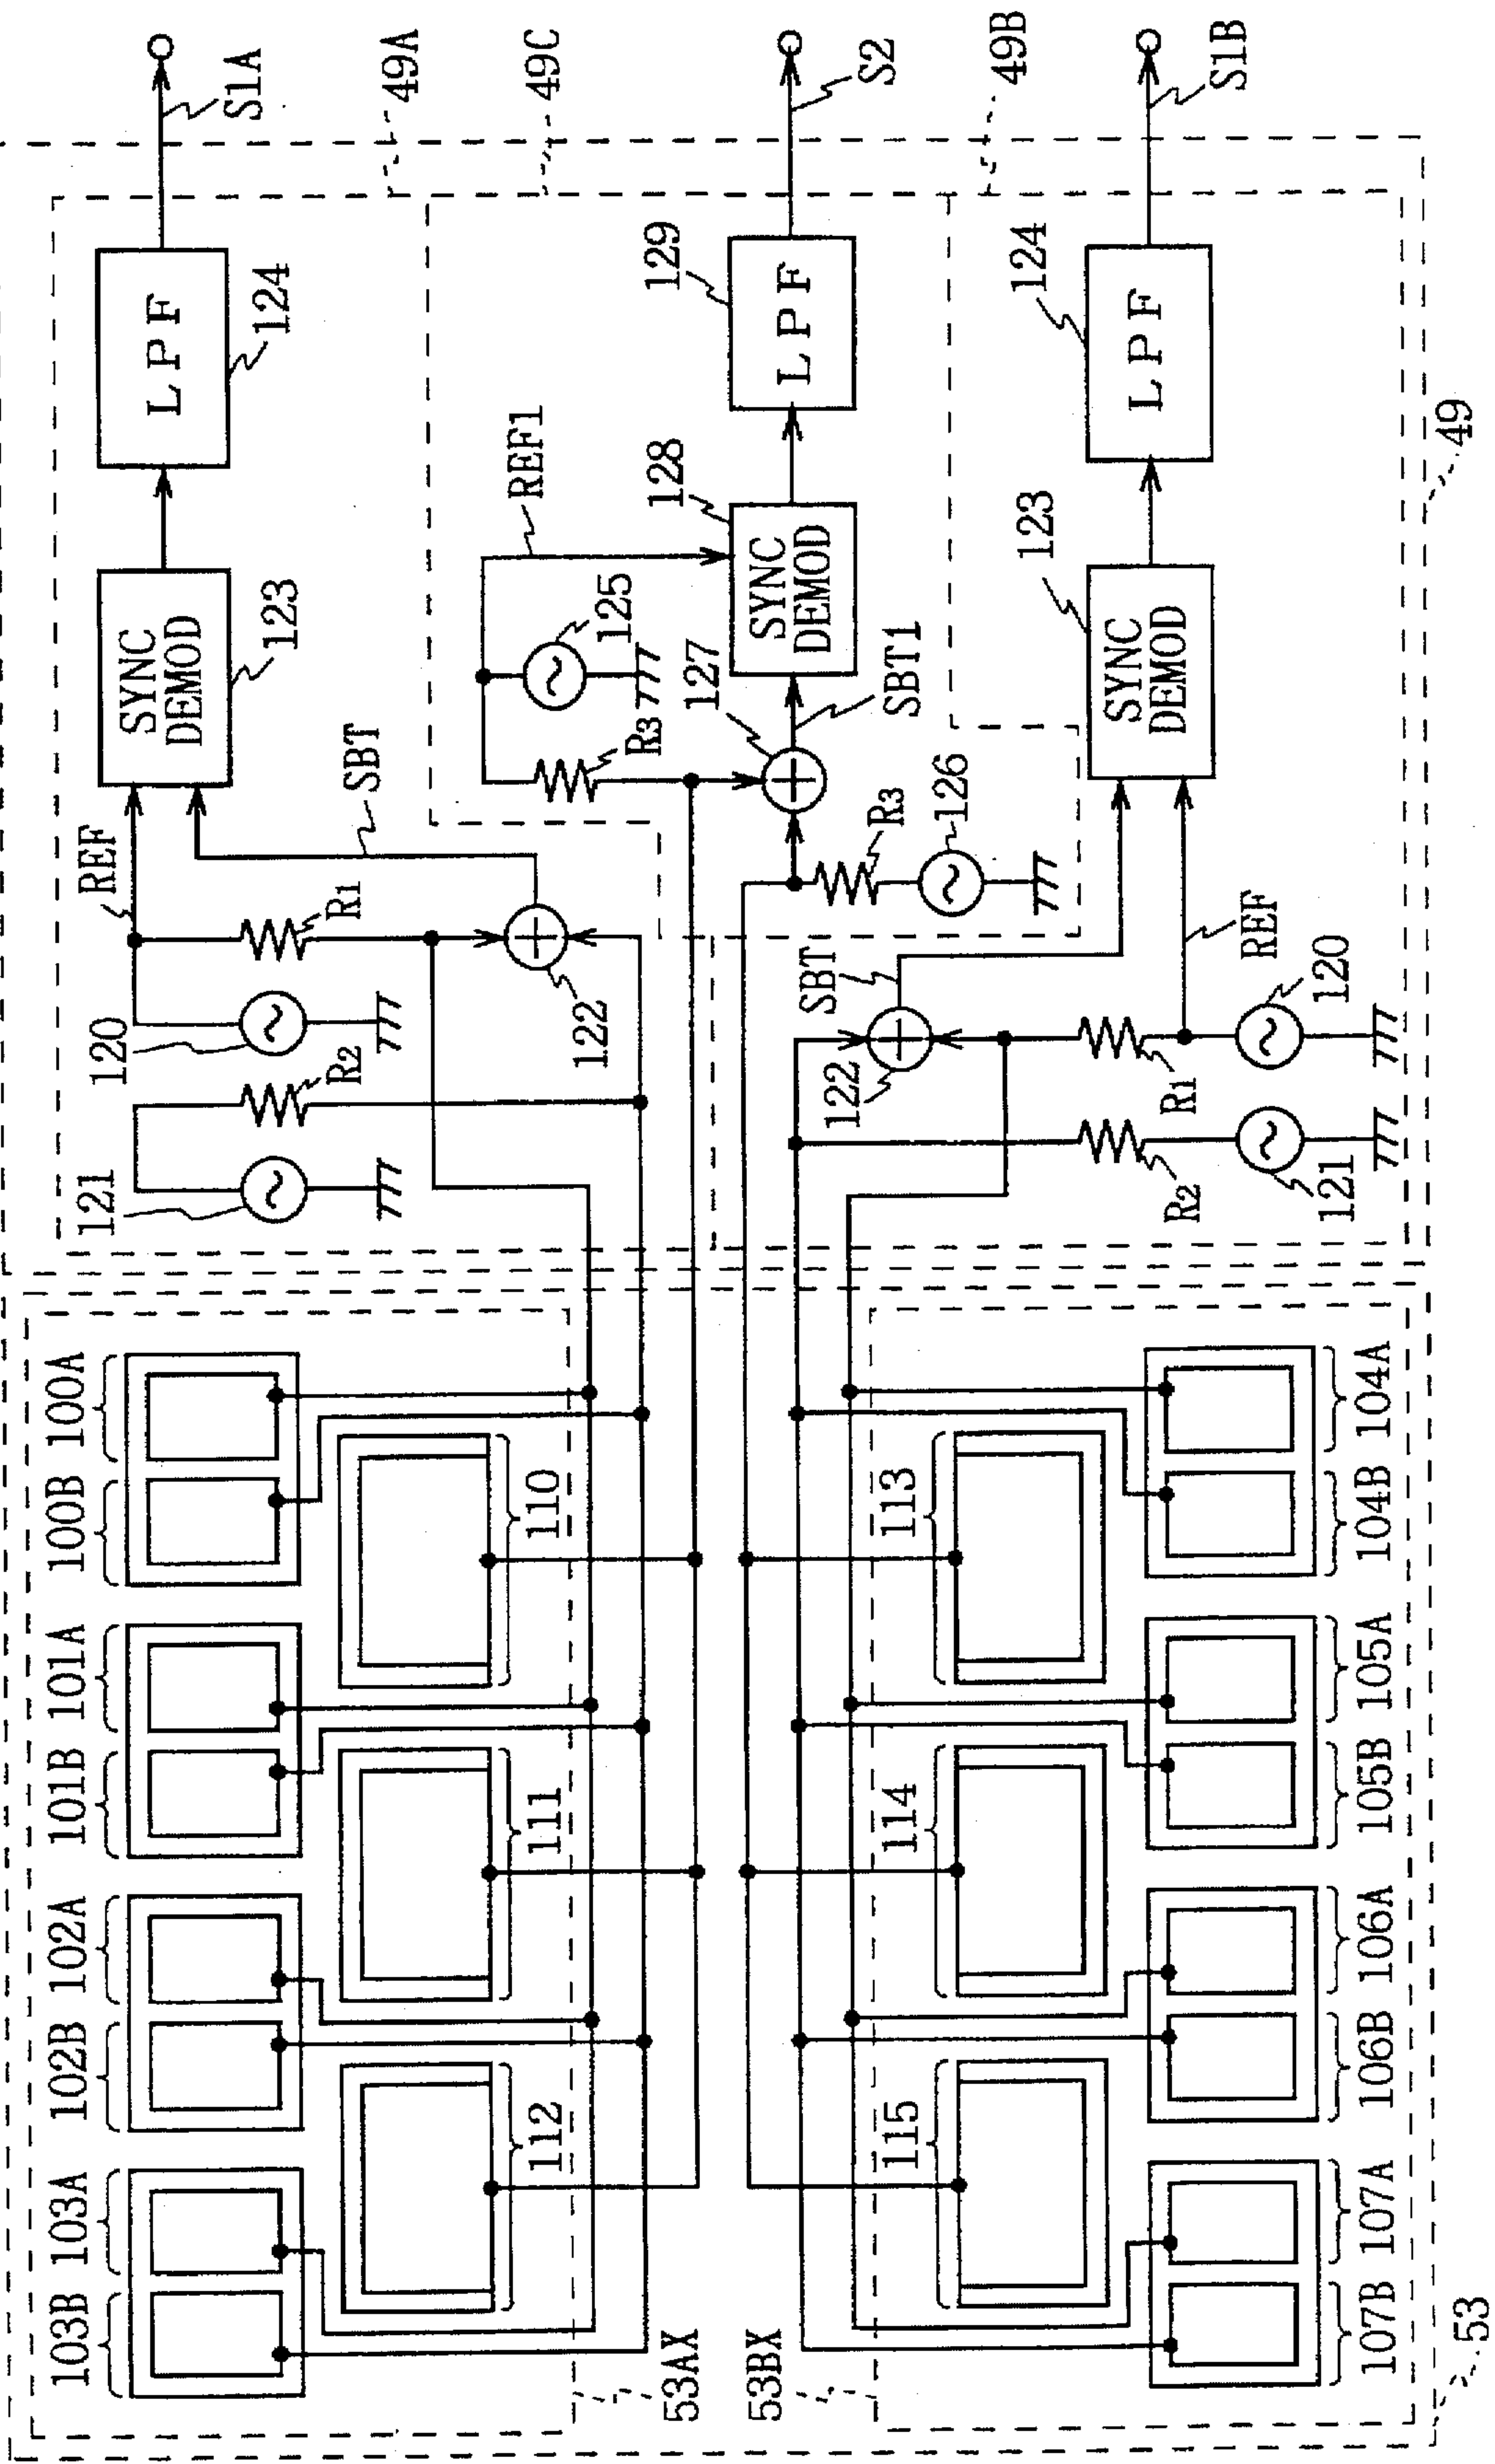 103B
103A
102B
102A
101B
101A
100B
100A
112
111
110
53AX
121
R2
120
REF
R1
122
SBT
SYNC
DEMOD
123
LPF
124
S1A
49A
49C
R3
125
REF1
127
SYNC
DEMOD
128
SBT1
LPF
129
S2
R3
126
49B
53BX
115
114
113
SBT
122
R1
R2
120
121
REF
SYNC
DEMOD
123
LPF
124
S1B
107B
107A
106B
106A
105B
105A
104B
104A
53
49